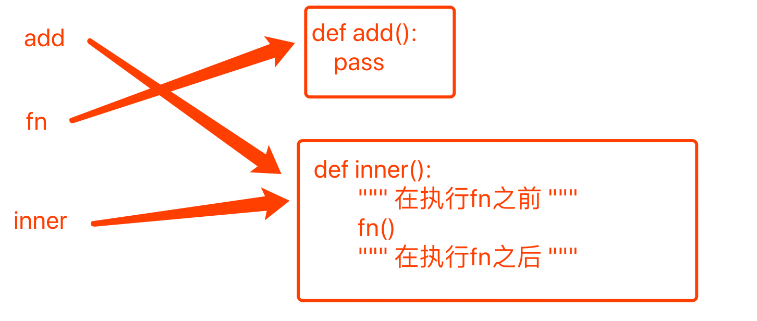 add
fn
inner
def add():
pass
def inner():
""" 在执行fn之前 """
fn()
""" 在执行fn之后 """